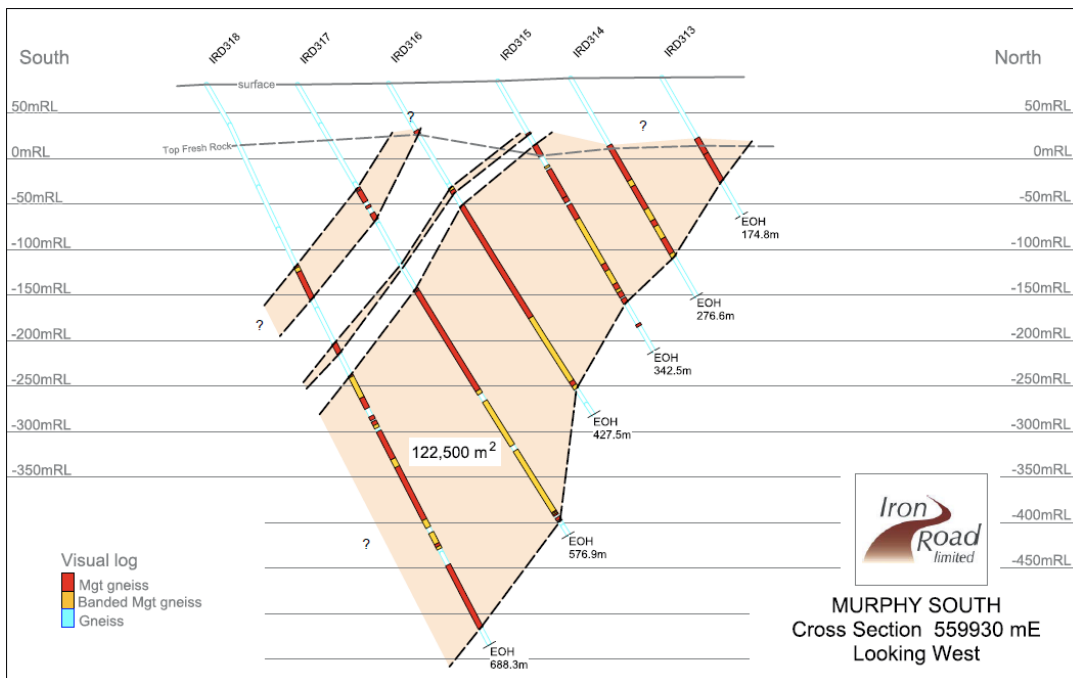 South
IRD318
IRD317
IRD316
IRD315
IRD314
IRD313
North
surface
50mRL
50mRL
?
?
Top Fresh Rock
0mRL
0mRL
-50mRL
-50mRL
EOH
174.8m
-100mRL
-100mRL
-150mRL
-150mRL
EOH
276.6m
?
-200mRL
-200mRL
EOH
342.5m
-250mRL
-250mRL
-300mRL
-300mRL
EOH
427.5m
122,500 m²
-350mRL
-350mRL
-400mRL
?
EOH
576.9m
-450mRL
Iron
Road
limited
Visual log
Mgt gneiss
Banded Mgt gneiss
Gneiss
EOH
688.3m
MURPHY SOUTH
Cross Section 559930 mE
Looking West